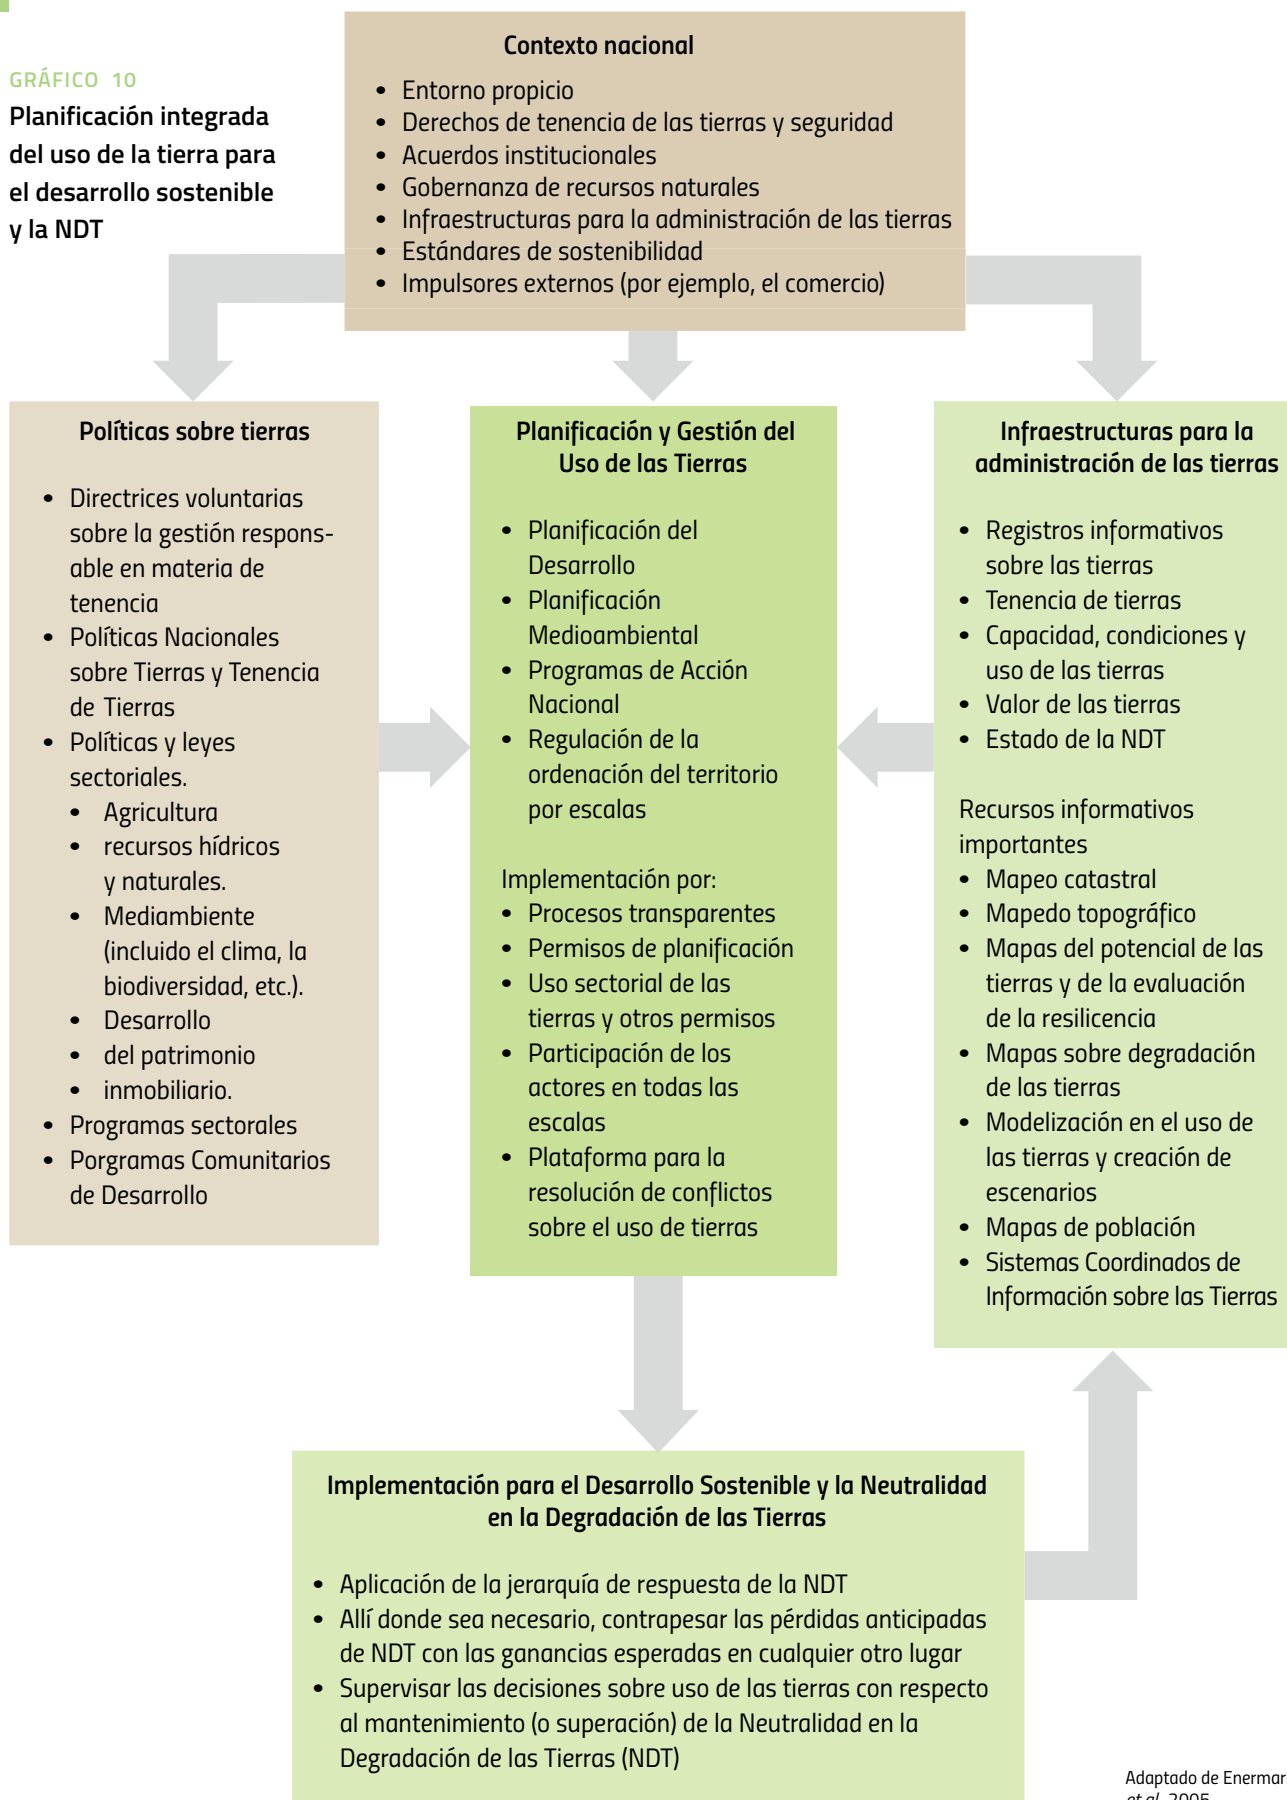 GRÁFICO 10
Planificación integrada
del uso de la tierra para
el desarrollo sostenible
y la NDT
Contexto nacional
• Entorno propicio
• Derechos de tenencia de las tierras y seguridad
• Acuerdos institucionales
• Gobernanza de recursos naturales
• Infraestructuras para la administración de las tierras
• Estándares de sostenibilidad
• Impulsores externos (por ejemplo, el comercio)
Políticas sobre tierras
• Directrices voluntarias
sobre la gestión respons-
able en materia de
tenencia
• Políticas Nacionales
sobre Tierras y Tenencia
de Tierras
• Políticas y leyes
sectoriales.
• Agricultura
• recursos hídricos
y naturales.
• Mediambiente
(incluido el clima, la
biodiversidad, etc.).
• Desarrollo
• del patrimonio
• inmobiliario.
• Programas sectorales
• Porgramas Comunitarios
de Desarrollo
Planificación y Gestión del
Uso de las Tierras
• Planificación del
Desarrollo
• Planificación
Medioambiental
• Programas de Acción
Nacional
• Regulación de la
ordenación del territorio
por escalas
Implementación por:
• Procesos transparentes
• Permisos de planificación
• Uso sectorial de las
tierras y otros permisos
• Participación de los
actores en todas las
escalas
• Plataforma para la
resolución de conflictos
sobre el uso de tierras
Infraestructuras para la
administración de las tierras
• Registros informativos
sobre las tierras
• Tenencia de tierras
• Capacidad, condiciones y
uso de las tierras
• Valor de las tierras
• Estado de la NDT
Recursos informativos
importantes
• Mapeo catastral
• Mapedo topográfico
• Mapas del potencial de las
tierras y de la evaluación
de la resilicencia
• Mapas sobre degradación
de las tierras
• Modelización en el uso de
las tierras y creación de
escenarios
• Mapas de población
• Sistemas Coordinados de
Información sobre las Tierras
Implementación para el Desarrollo Sostenible y la Neutralidad
en la Degradación de las Tierras
• Aplicación de la jerarquía de respuesta de la NDT
• Allí donde sea necesario, contrapesar las pérdidas anticipadas
de NDT con las ganancias esperadas en cualquier otro lugar
• Supervisar las decisiones sobre uso de las tierras con respecto
al mantenimiento (o superación) de la Neutralidad en la
Degradación de las Tierras (NDT)
Adaptado de Enermar
et al. 2005